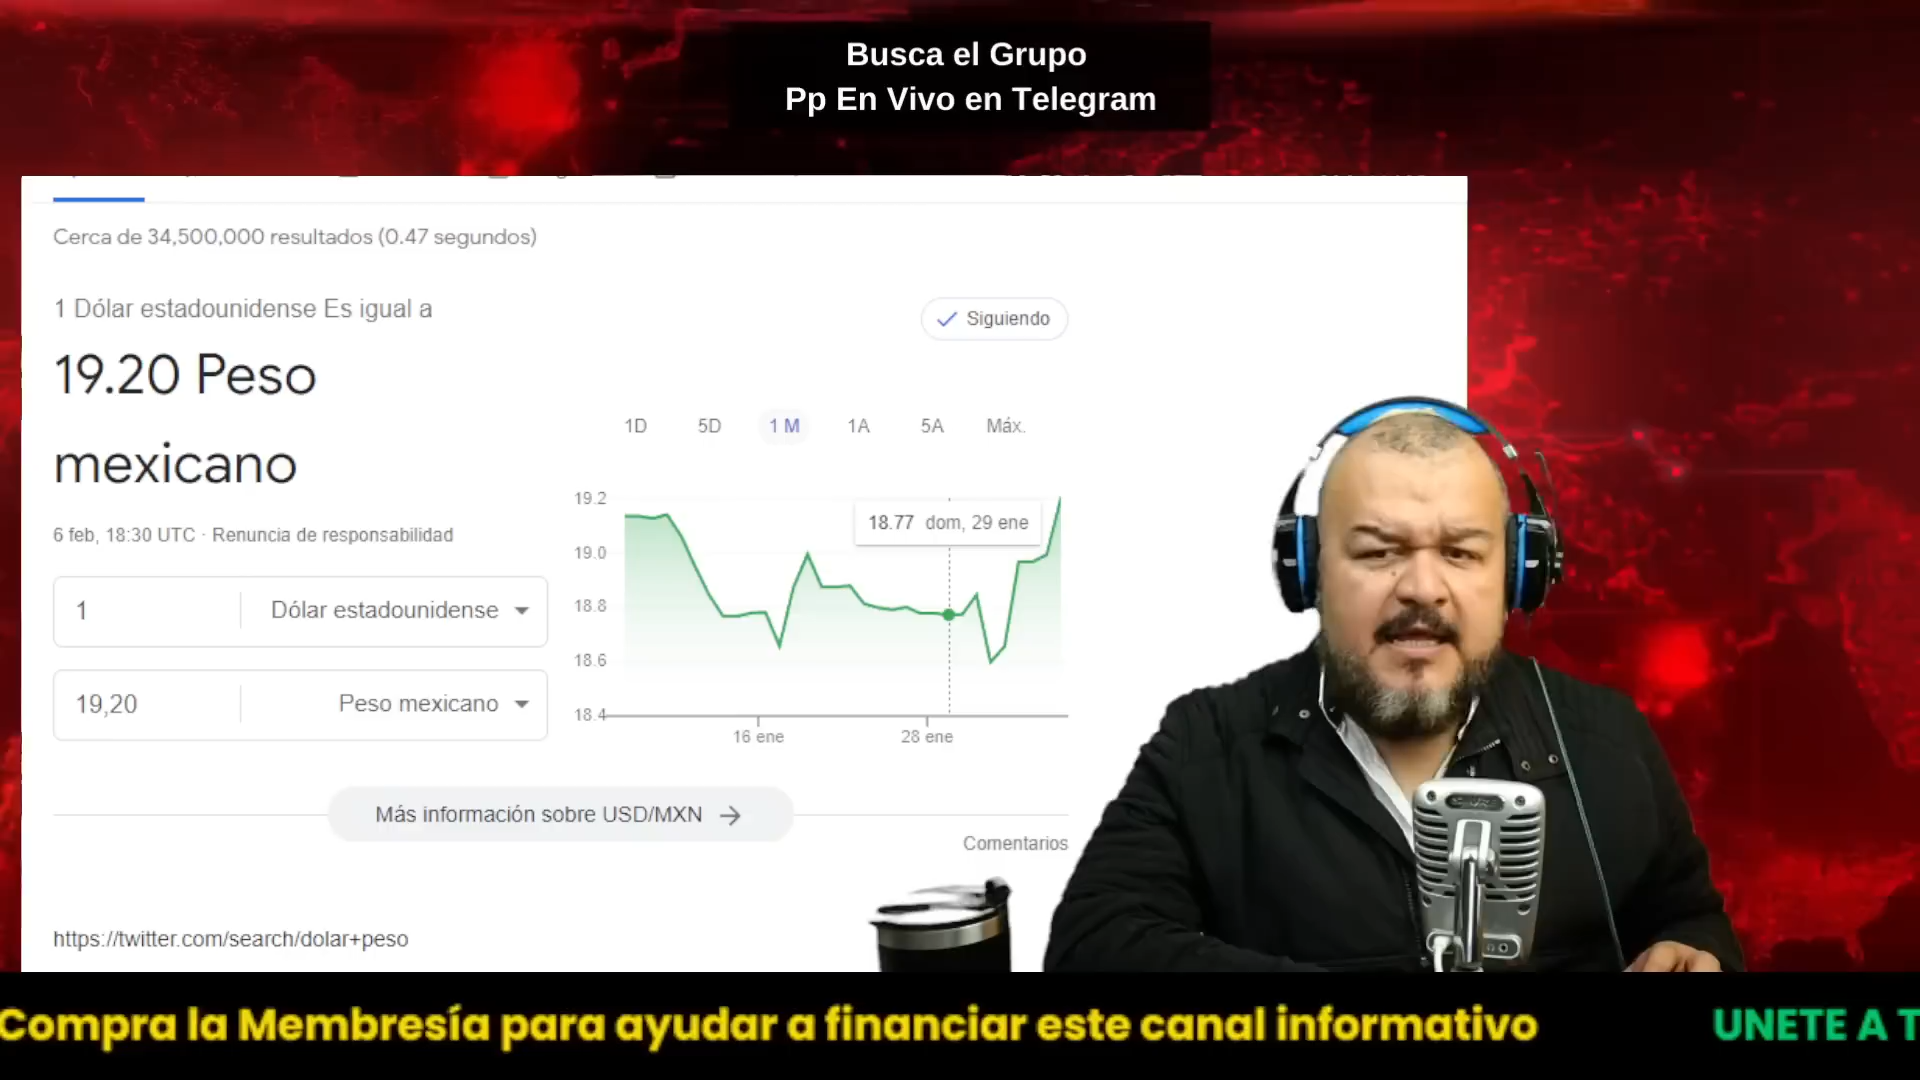 Busca el Grupo
Pp En Vivo en Telegram
Cerca de 34,500,000 resultados (0.47 segundos)
1 Dólar estadounidense Es igual a
Siguiendo
19.20 Peso
mexicano
6 feb, 18:30 UTC · Renuncia de responsabilidad
1 Dólar estadounidense
19,20 Peso mexicano
1D 5D 1 M 1A 5A Máx.
19.2
18.77 dom, 29 ene
19.0
18.8
18.6
18.4
16 ene 28 ene
Más información sobre USD/MXN
Comentarios
https://twitter.com/search/dolar+peso
Compra la Membresía para ayudar a financiar este canal informativo
UNETE A T